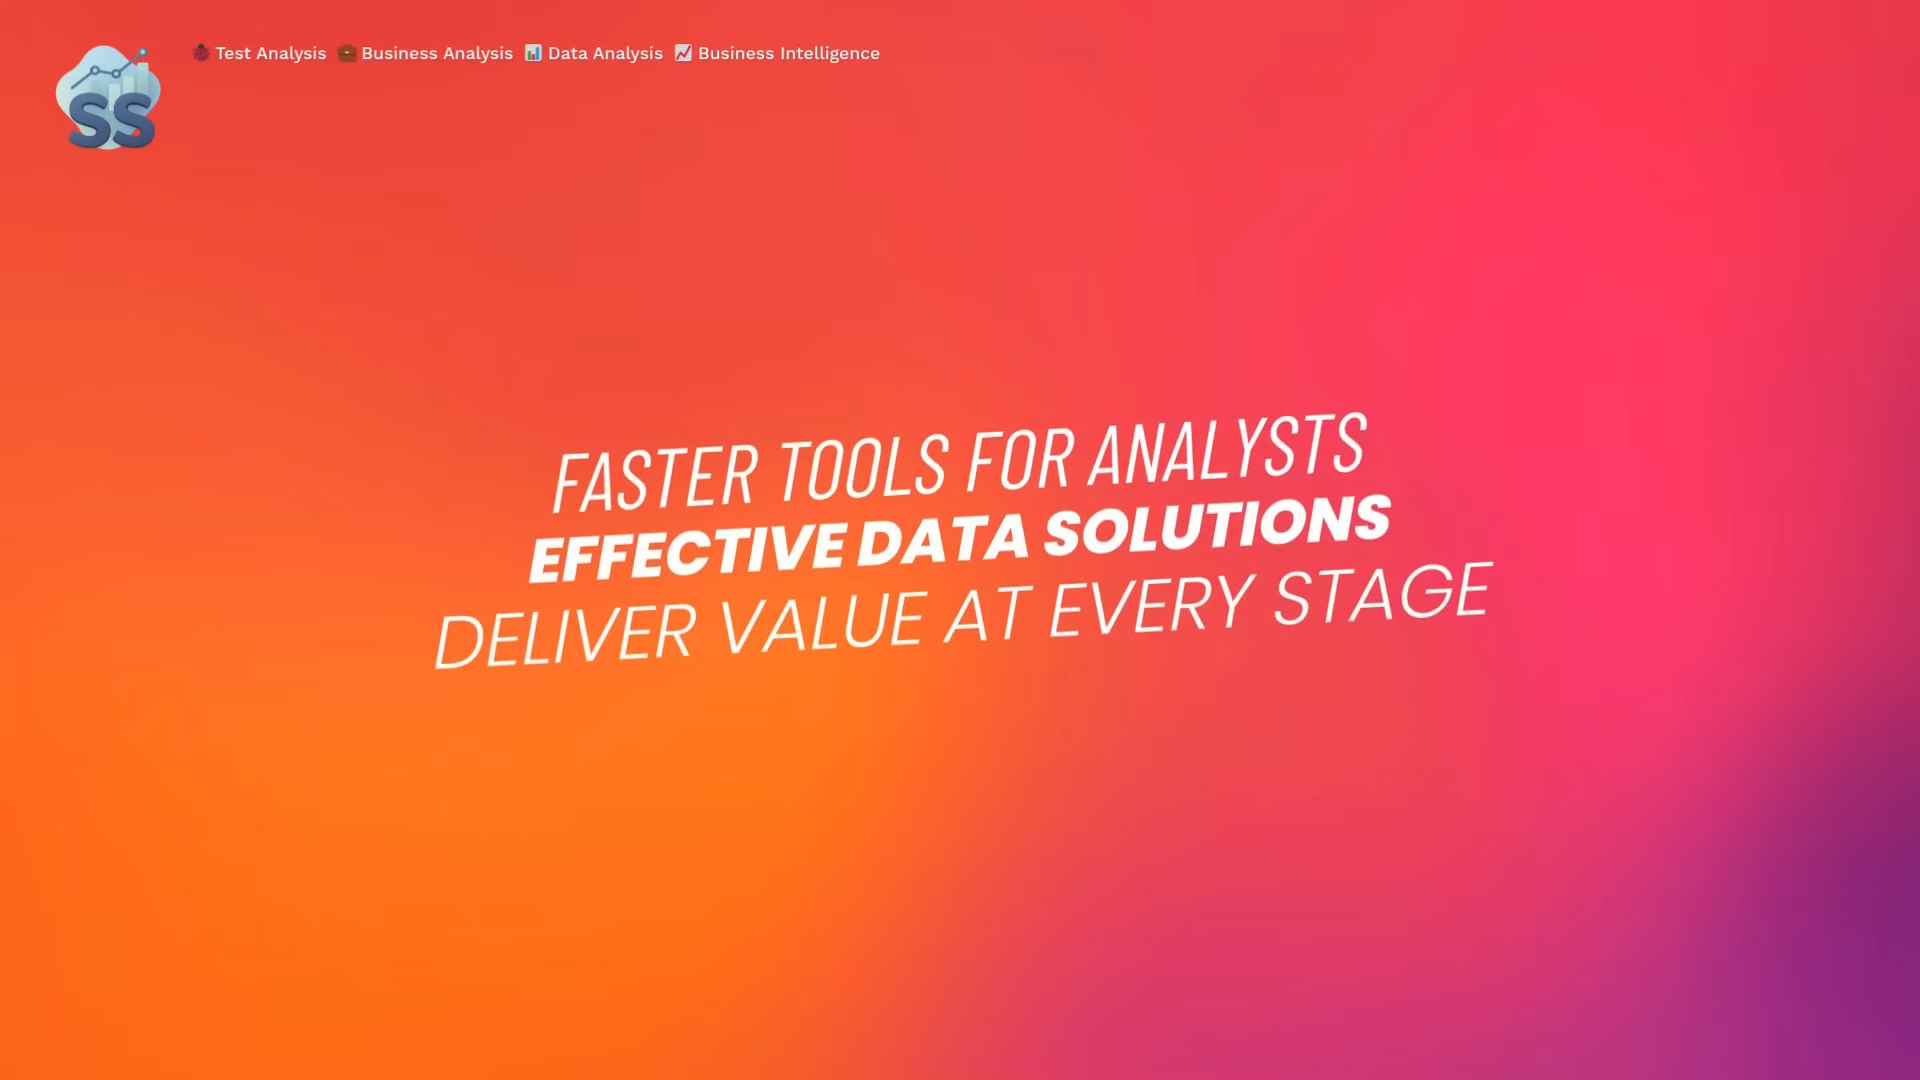 SS
Test Analysis Business Analysis Data Analysis Business Intelligence
FASTER TOOLS FOR ANALYSTS
EFFECTIVE DATA SOLUTIONS
DELIVER VALUE AT EVERY STAGE